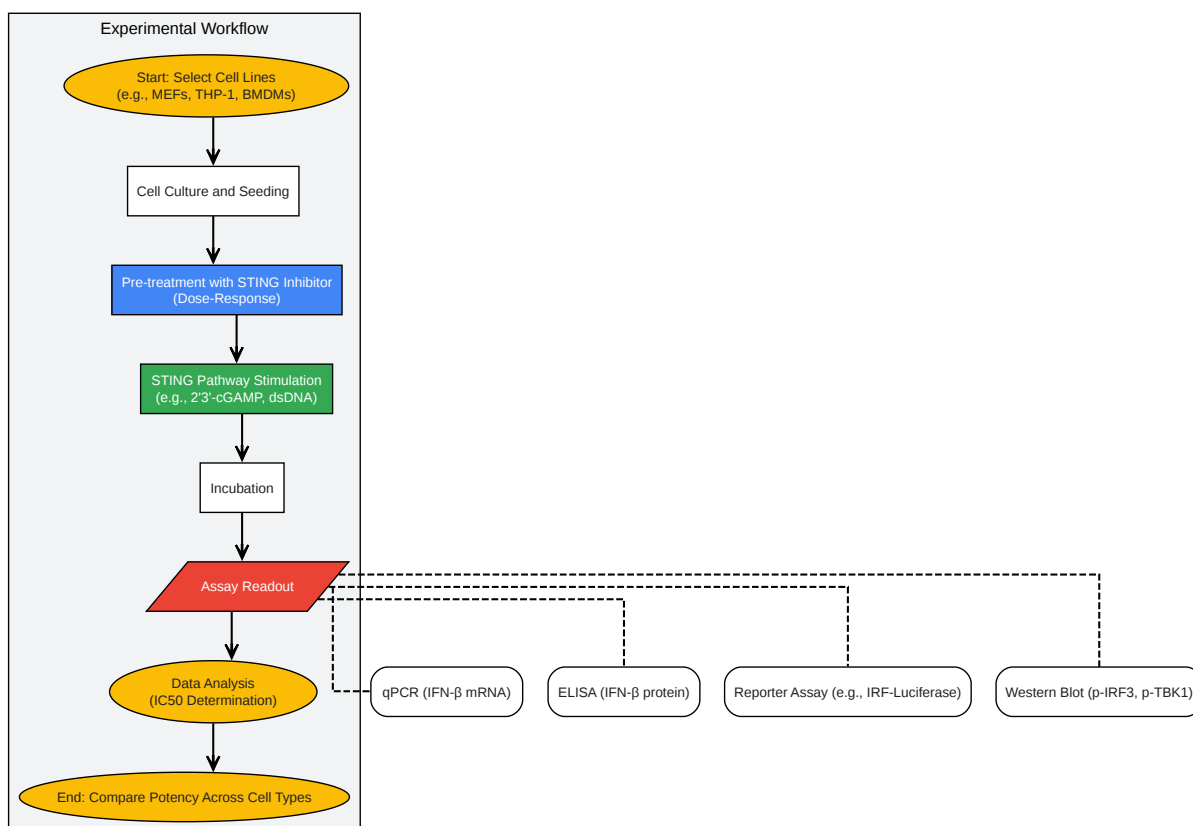 Experimental Workflow
Start: Select Cell Lines
(e.g., MEFs, THP-1, BMDMs)
Cell Culture and Seeding
Pre-treatment with STING Inhibitor
(Dose-Response)
STING Pathway Stimulation
(e.g., 2'3'-cGAMP, dsDNA)
Incubation
Assay Readout
Data Analysis
(IC50 Determination)
qPCR (IFN-β mRNA)
ELISA (IFN-β protein)
Reporter Assay (e.g., IRF-Luciferase)
Western Blot (p-IRF3, p-TBK1)
End: Compare Potency Across Cell Types